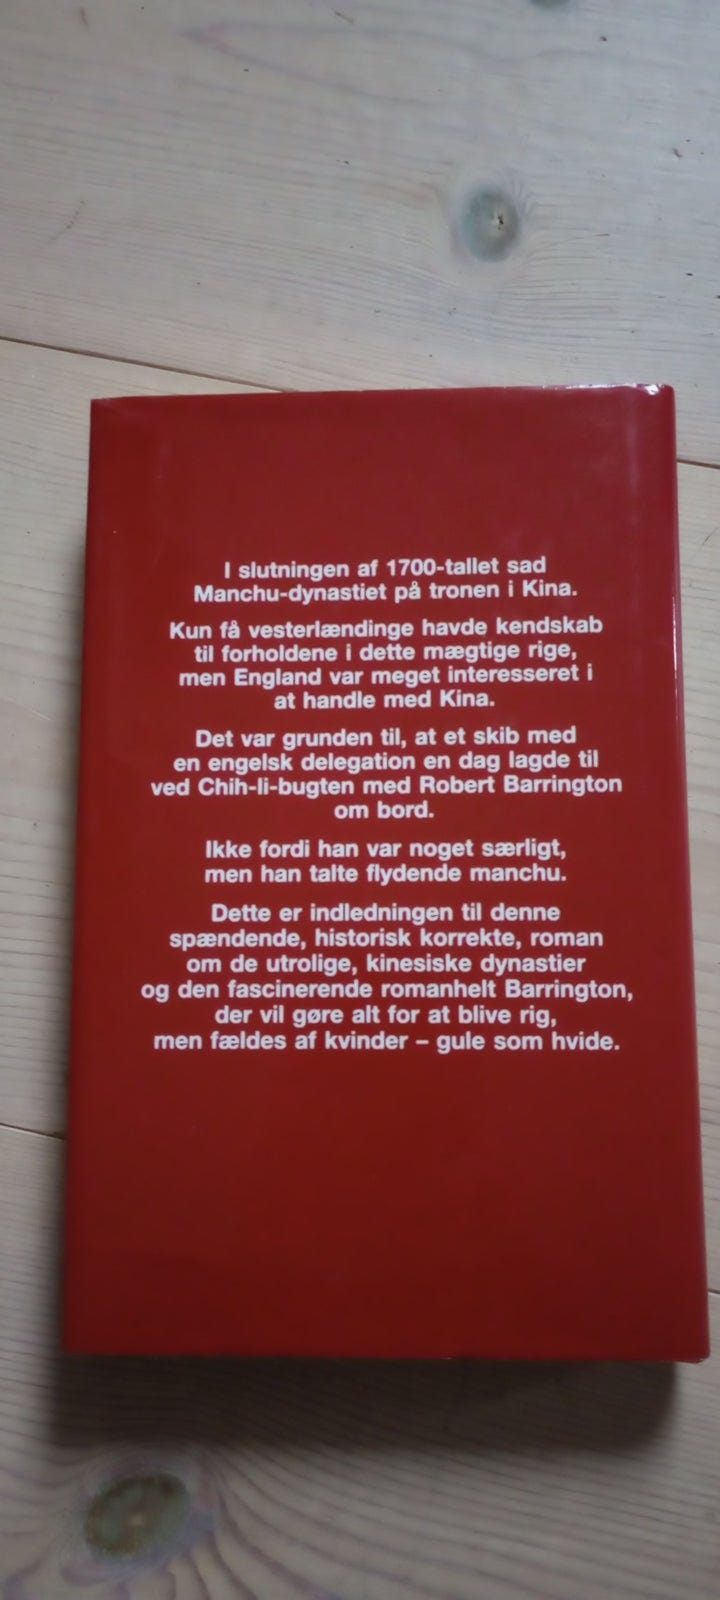 I slutningen af 1700-tallet sad
Manchu-dynastiet på tronen i Kina.
Kun få vesterlændinge havde kendskab
til forholdene i dette mægtige rige,
men England var meget interesseret i
at handle med Kina.
Det var grunden til, at et skib med
en engelsk delegation en dag lagde til
ved Chih-li-bugten med Robert Barrington
om bord.
Ikke fordi han var noget særligt,
men han talte flydende manchu.
Dette er indledningen til denne
spændende, historisk korrekte, roman
om de utrolige, kinesiske dynastier
og den fascinerende romanhelt Barrington,
der vil gøre alt for at blive rig,
men fældes af kvinder – gule som hvide.